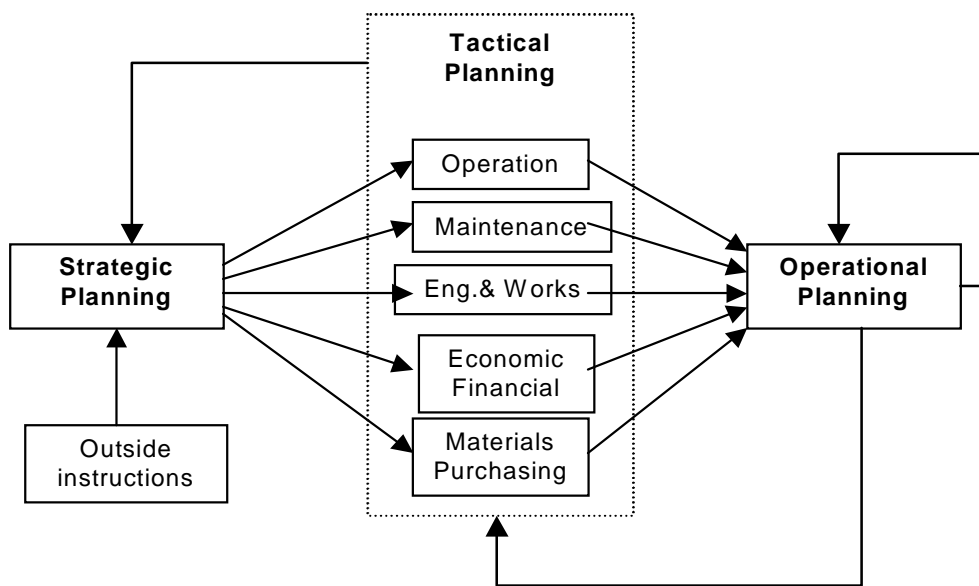 Tactical
Planning
Operation
Maintenance
Strategic
Planning
Eng.& Works
Operational
Planning
Economic
Financial
Outside
instructions
Materials
Purchasing